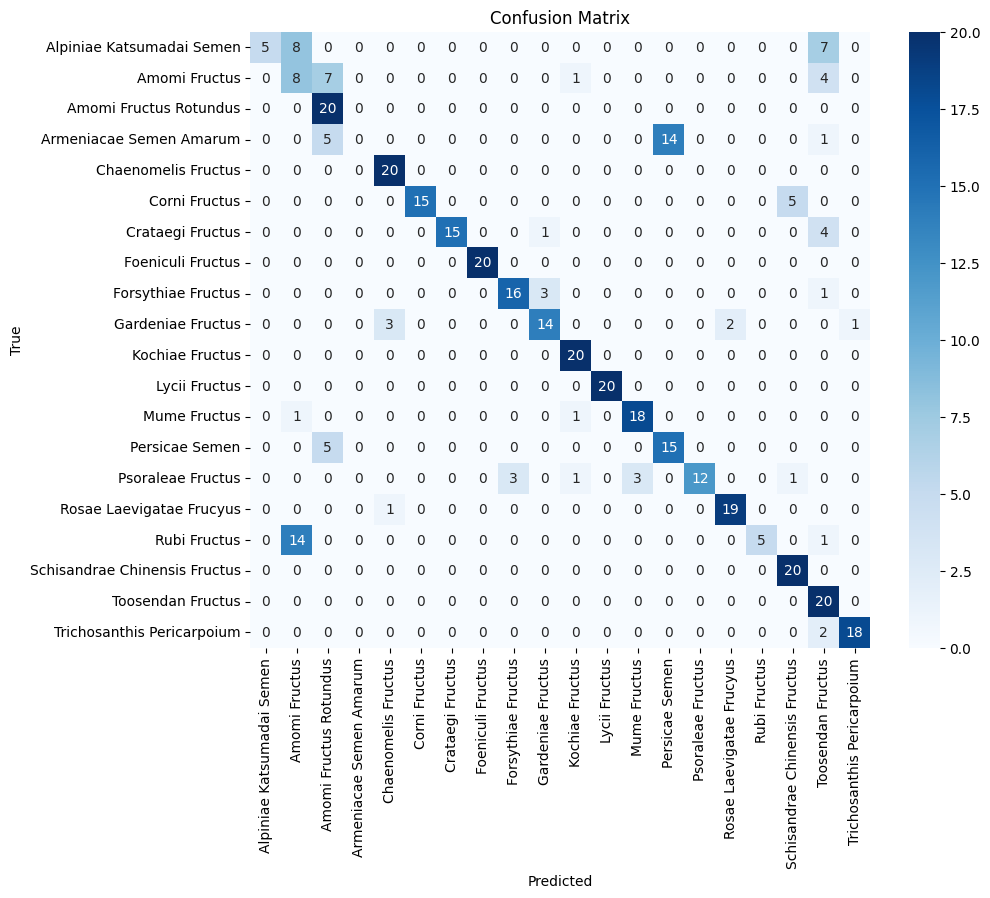 Confusion Matrix
True
Alpiniae Katsumadai Semen 5 8 0 0 0 0 0 0 0 0 0 0 0 0 0 0 0 0 7 0
Amomi Fructus 0 8 7 0 0 0 0 0 0 0 1 0 0 0 0 0 0 0 4 0
Amomi Fructus Rotundus 0 0 20 0 0 0 0 0 0 0 0 0 0 0 0 0 0 0 0 0
Armeniacae Semen Amarum 0 0 5 0 0 0 0 0 0 0 0 0 0 14 0 0 0 0 1 0
Chaenomelis Fructus 0 0 0 0 20 0 0 0 0 0 0 0 0 0 0 0 0 0 0 0
Corni Fructus 0 0 0 0 0 15 0 0 0 0 0 0 0 0 0 0 0 5 0 0
Crataegi Fructus 0 0 0 0 0 0 15 0 0 1 0 0 0 0 0 0 0 0 4 0
Foeniculi Fructus 0 0 0 0 0 0 0 20 0 0 0 0 0 0 0 0 0 0 0 0
Forsythiae Fructus 0 0 0 0 0 0 0 0 16 3 0 0 0 0 0 0 0 0 1 0
Gardeniae Fructus 0 0 0 0 3 0 0 0 0 14 0 0 0 0 0 2 0 0 0 1
Kochiae Fructus 0 0 0 0 0 0 0 0 0 0 20 0 0 0 0 0 0 0 0 0
Lycii Fructus 0 0 0 0 0 0 0 0 0 0 0 20 0 0 0 0 0 0 0 0
Mume Fructus 0 1 0 0 0 0 0 0 0 0 1 0 18 0 0 0 0 0 0 0
Persicae Semen 0 0 5 0 0 0 0 0 0 0 0 0 0 15 0 0 0 0 0 0
Psoraleae Fructus 0 0 0 0 0 0 0 0 3 0 1 0 3 0 12 0 0 1 0 0
Rosae Laevigatae Frucyus 0 0 0 0 1 0 0 0 0 0 0 0 0 0 0 19 0 0 0 0
Rubi Fructus 0 14 0 0 0 0 0 0 0 0 0 0 0 0 0 0 5 0 1 0
Schisandrae Chinensis Fructus 0 0 0 0 0 0 0 0 0 0 0 0 0 0 0 0 0 20 0 0
Toosendan Fructus 0 0 0 0 0 0 0 0 0 0 0 0 0 0 0 0 0 0 20 0
Trichosanthis Pericarpoium 0 0 0 0 0 0 0 0 0 0 0 0 0 0 0 0 0 0 2 18
Alpiniae Katsumadai Semen
Amomi Fructus
Amomi Fructus Rotundus
Armeniacae Semen Amarum
Chaenomelis Fructus
Corni Fructus
Crataegi Fructus
Foeniculi Fructus
Forsythiae Fructus
Gardeniae Fructus
Kochiae Fructus
Lycii Fructus
Mume Fructus
Persicae Semen
Psoraleae Fructus
Rosae Laevigatae Frucyus
Rubi Fructus
Schisandrae Chinensis Fructus
Toosendan Fructus
Trichosanthis Pericarpoium
Predicted
20.0
17.5
15.0
12.5
10.0
7.5
5.0
2.5
0.0